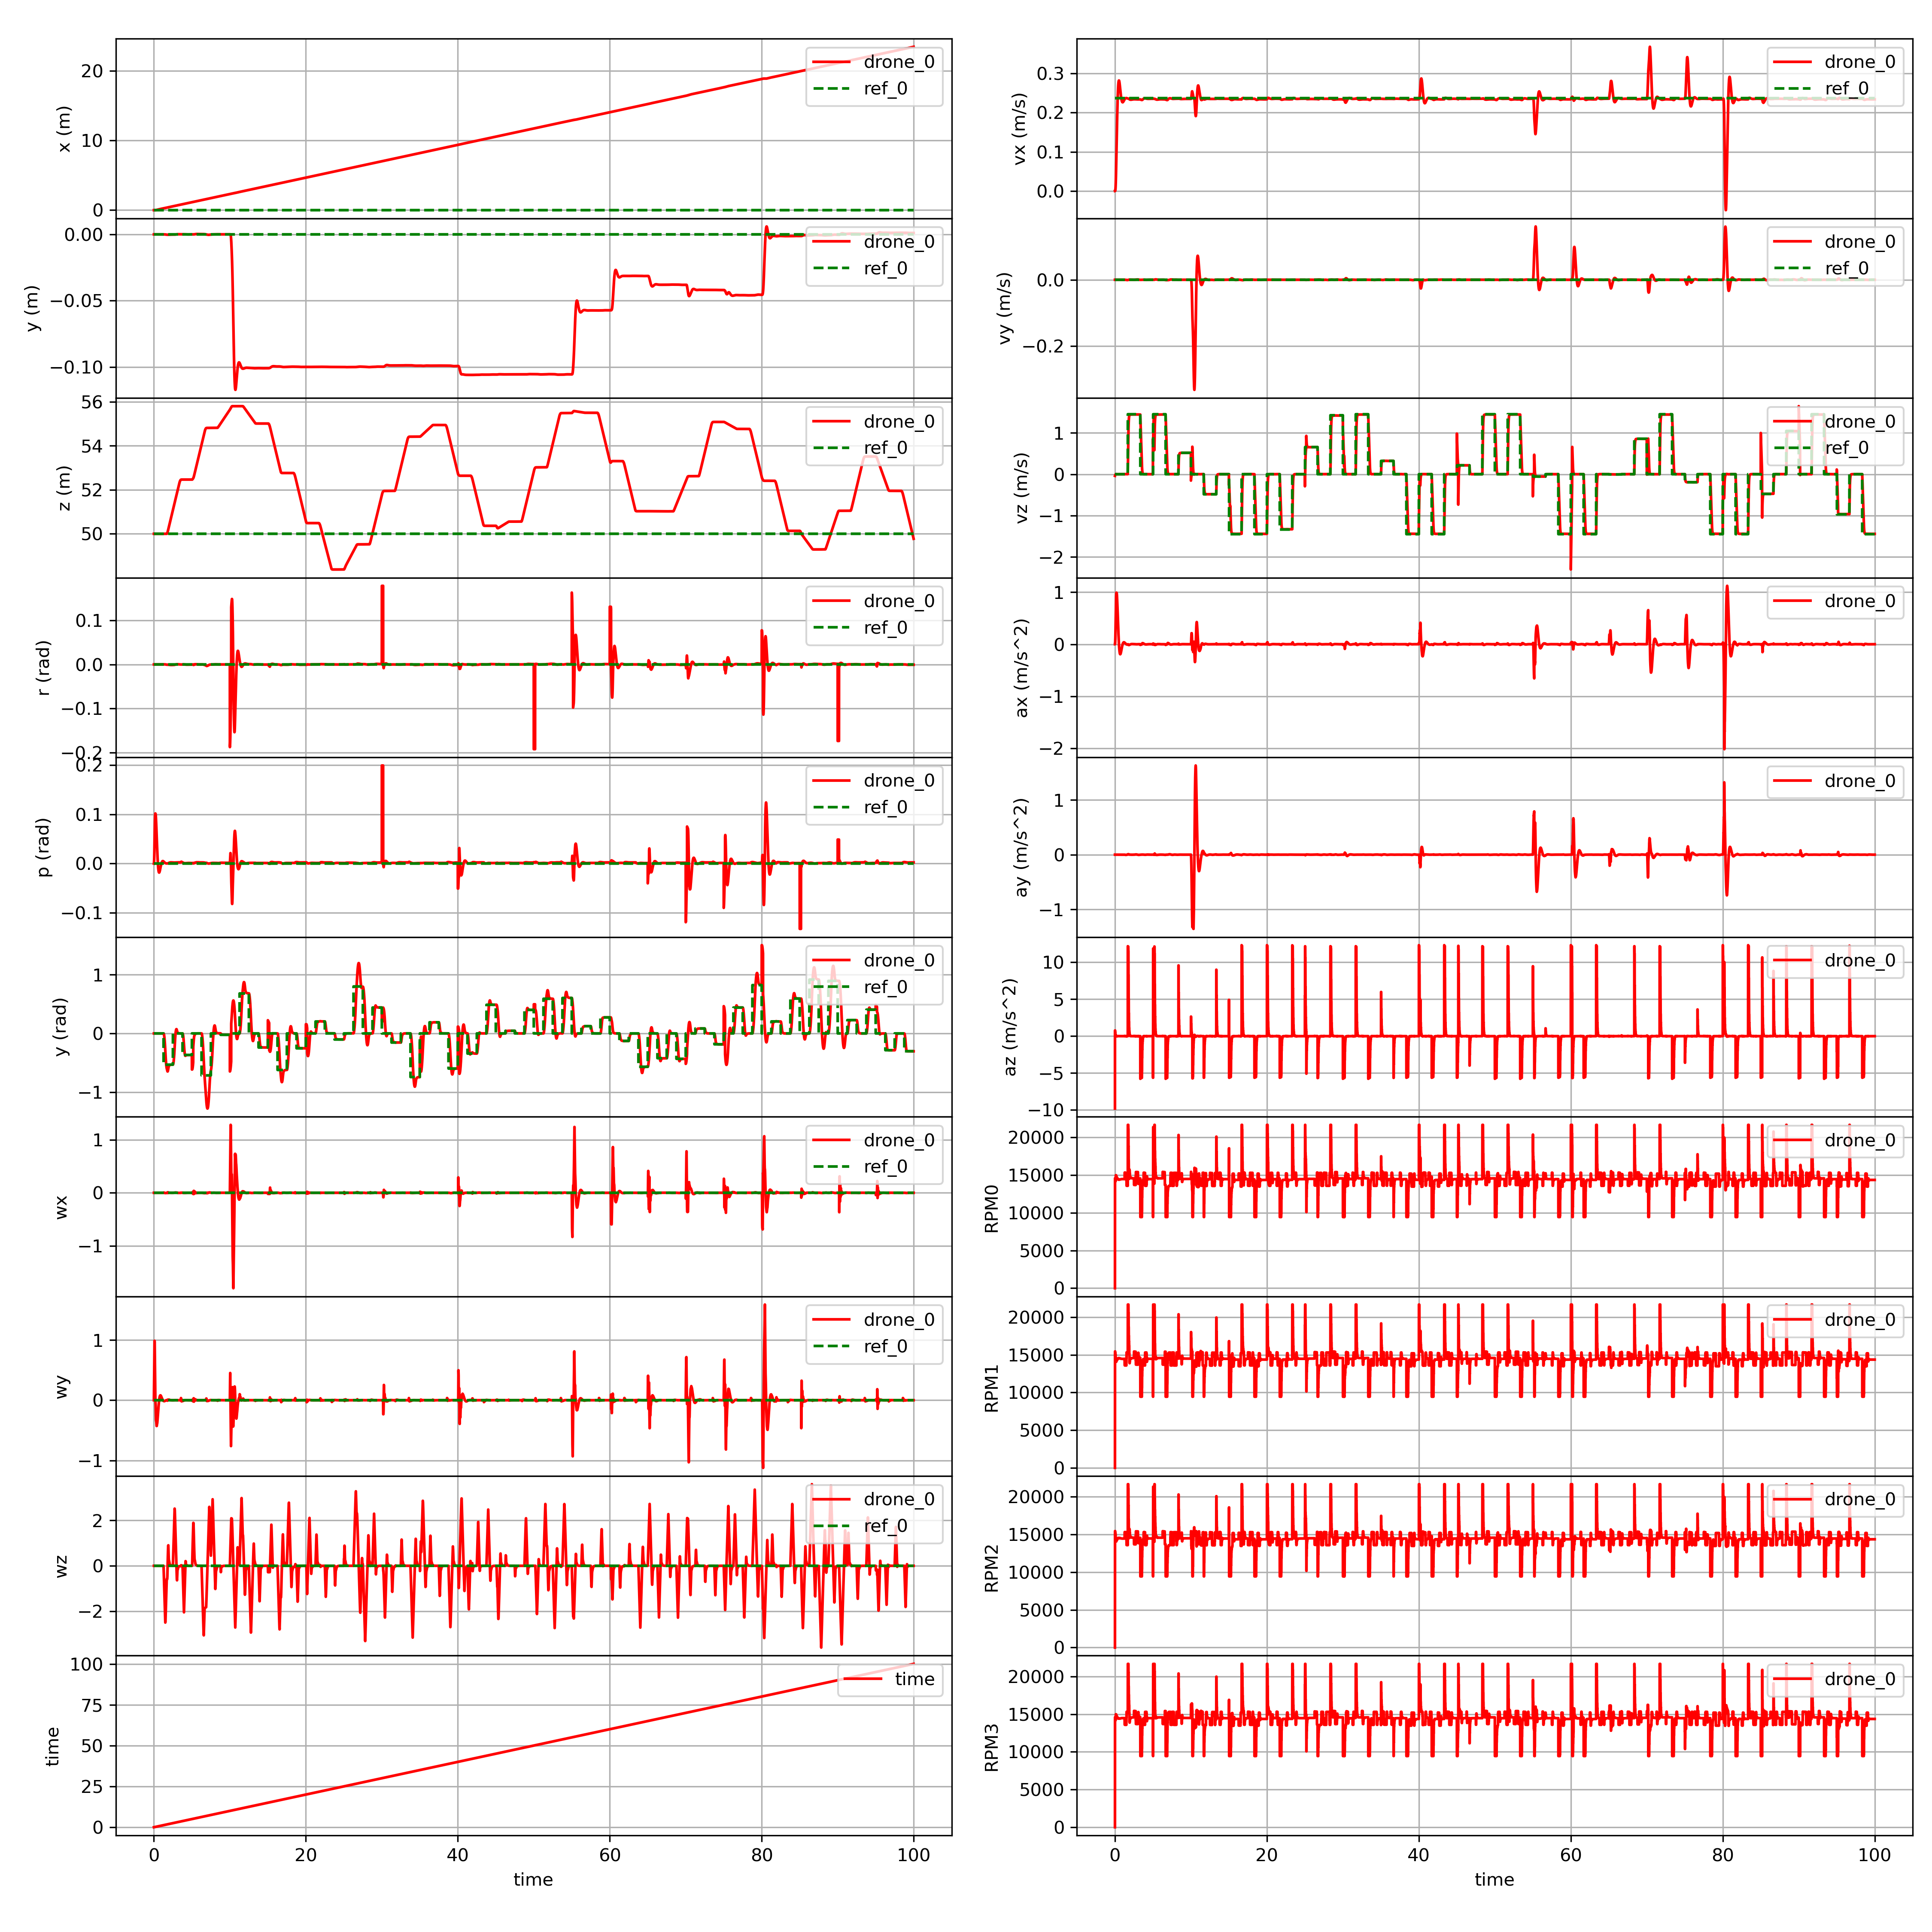 20
10
0
x (m)
drone_0
ref_0
0.00
−0.05
−0.10
y (m)
drone_0
ref_0
56
54
52
50
z (m)
drone_0
ref_0
0.1
0.0
−0.1
−0.2
r (rad)
drone_0
ref_0
0.2
0.1
0.0
−0.1
p (rad)
drone_0
ref_0
1
0
−1
y (rad)
drone_0
ref_0
1
0
−1
wx
drone_0
ref_0
1
0
−1
wy
drone_0
ref_0
2
0
−2
wz
drone_0
ref_0
100
75
50
25
0
time
time
0 20 40 60 80 100
time
0.3
0.2
0.1
0.0
vx (m/s)
drone_0
ref_0
0.0
−0.2
vy (m/s)
drone_0
ref_0
1
0
−1
−2
vz (m/s)
drone_0
ref_0
1
0
−1
−2
ax (m/s^2)
drone_0
1
0
−1
ay (m/s^2)
drone_0
10
5
0
−5
−10
az (m/s^2)
drone_0
20000
15000
10000
5000
0
RPM0
drone_0
20000
15000
10000
5000
0
RPM1
drone_0
20000
15000
10000
5000
0
RPM2
drone_0
20000
15000
10000
5000
0
RPM3
drone_0
0 20 40 60 80 100
time